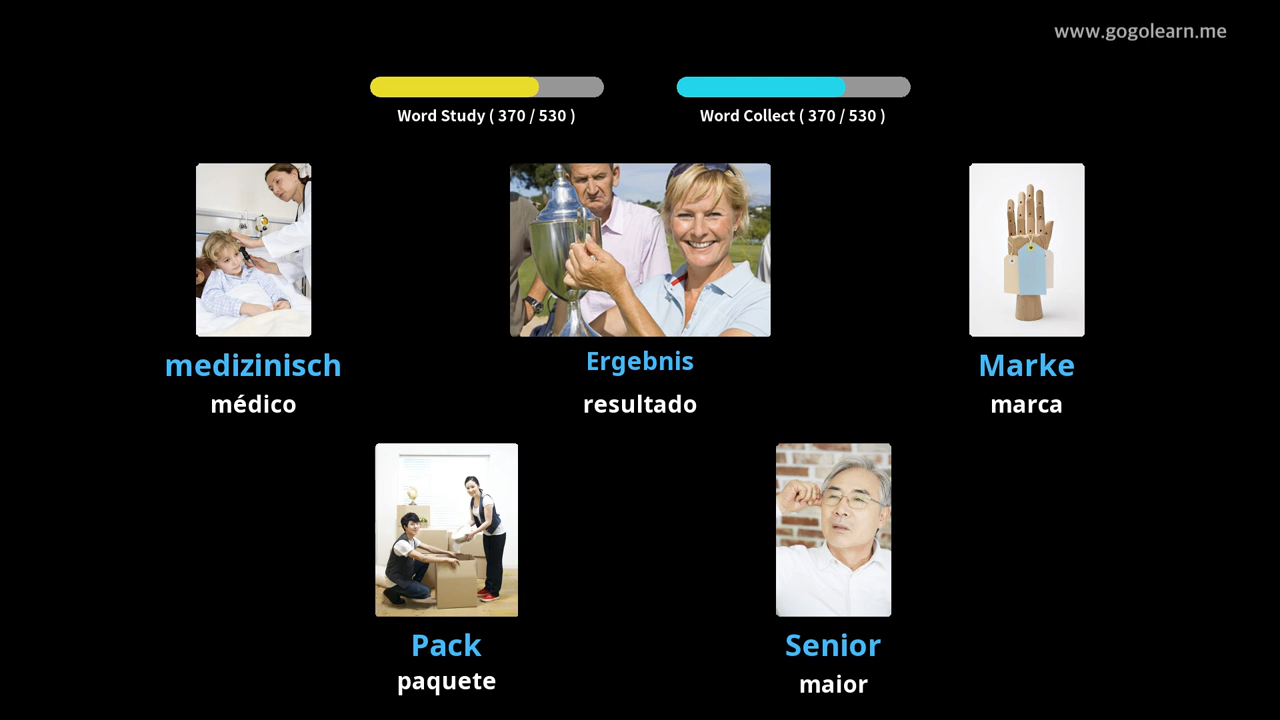 www.gogolearn.me
Word Study ( 370 / 530 )
Word Collect ( 370 / 530 )
medizinisch
médico
Ergebnis
resultado
Marke
marca
Pack
paquete
Senior
maior